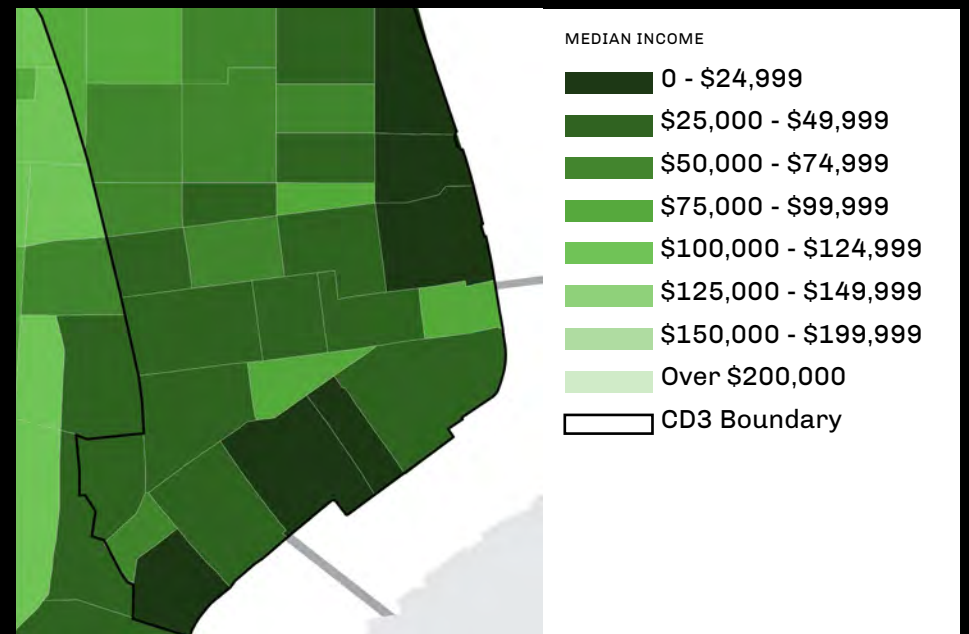 MEDIAN INCOME
0 - $24,999
$25,000 - $49,999
$50,000 - $74,999
$75,000 - $99,999
$100,000 - $124,999
$125,000 - $149,999
$150,000 - $199,999
Over $200,000
CD3 Boundary